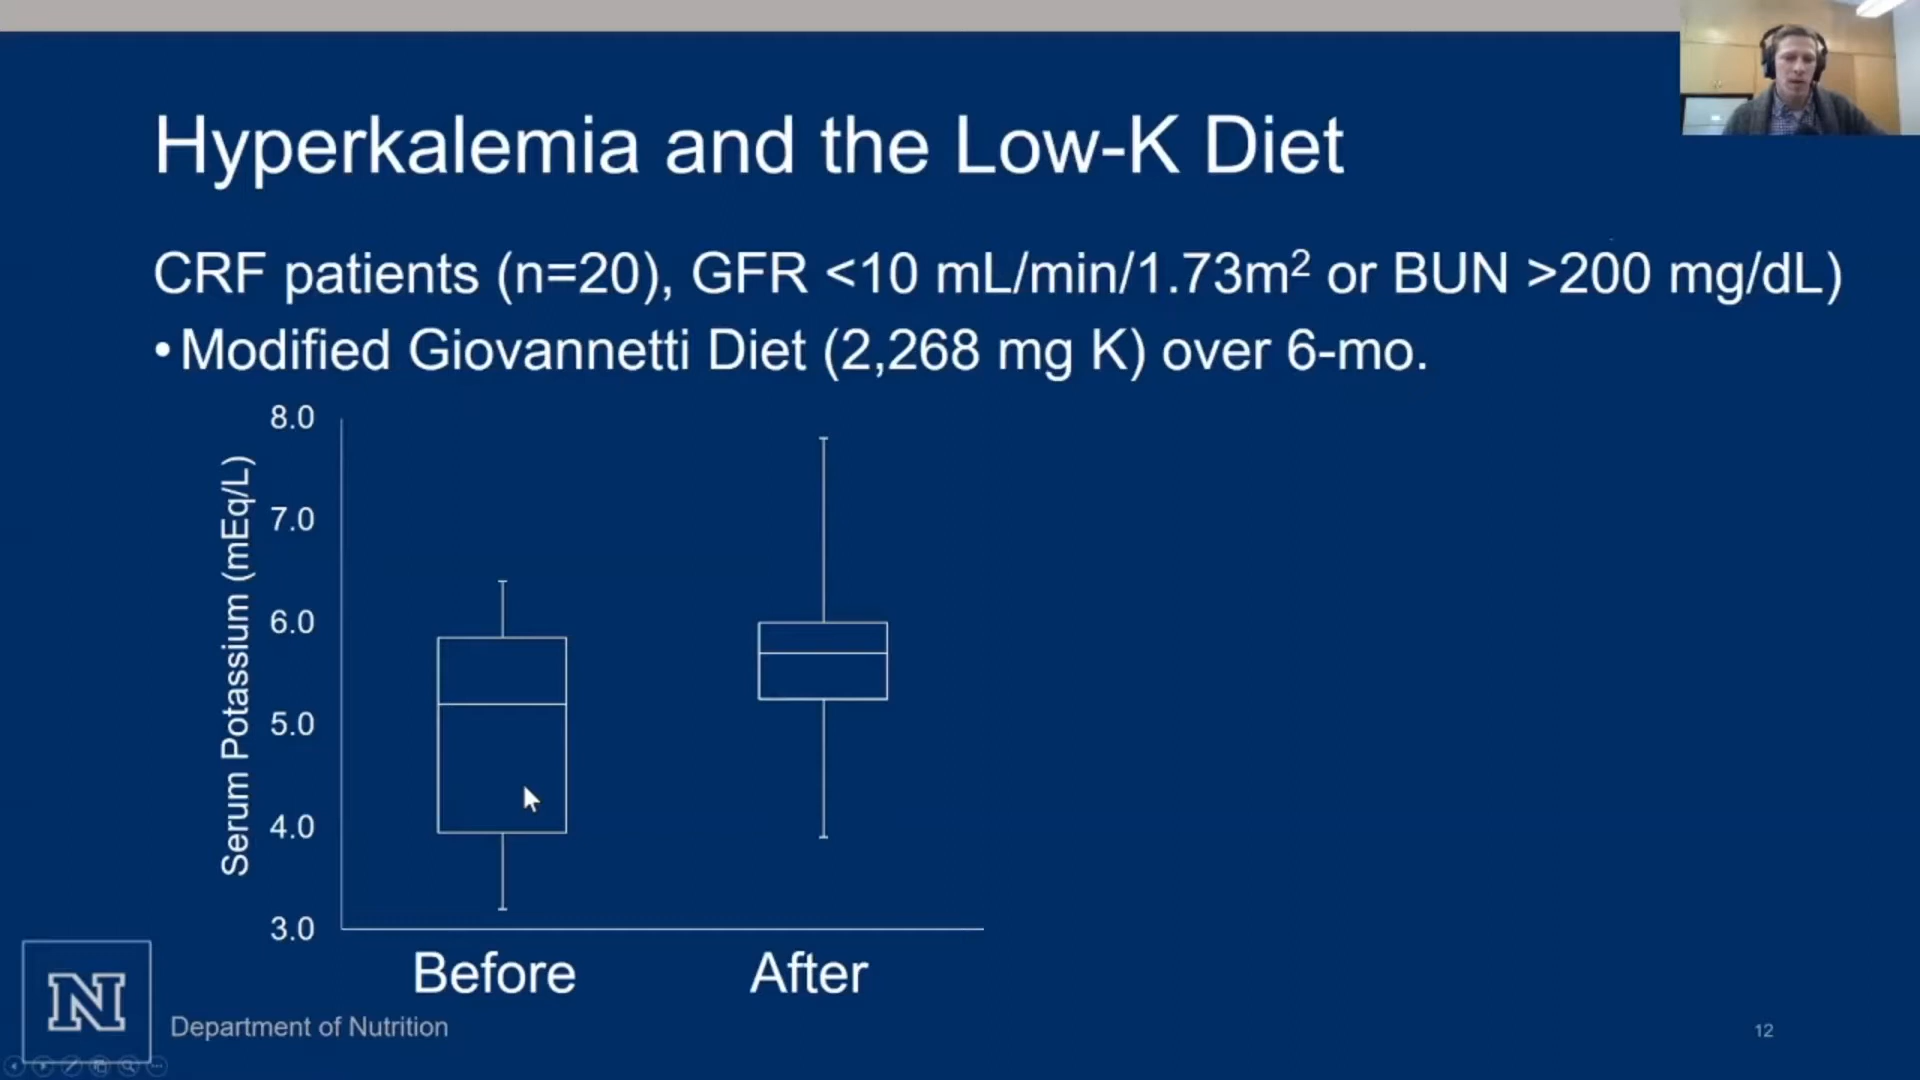 Hyperkalemia and the Low-K Diet
CRF patients (n=20), GFR <10 mL/min/1.73m² or BUN >200 mg/dL)
•Modified Giovannetti Diet (2,268 mg K) over 6-mo.
Serum Potassium (mEq/L)
8.0
7.0
6.0
5.0
4.0
3.0
Before After
N
Department of Nutrition
12